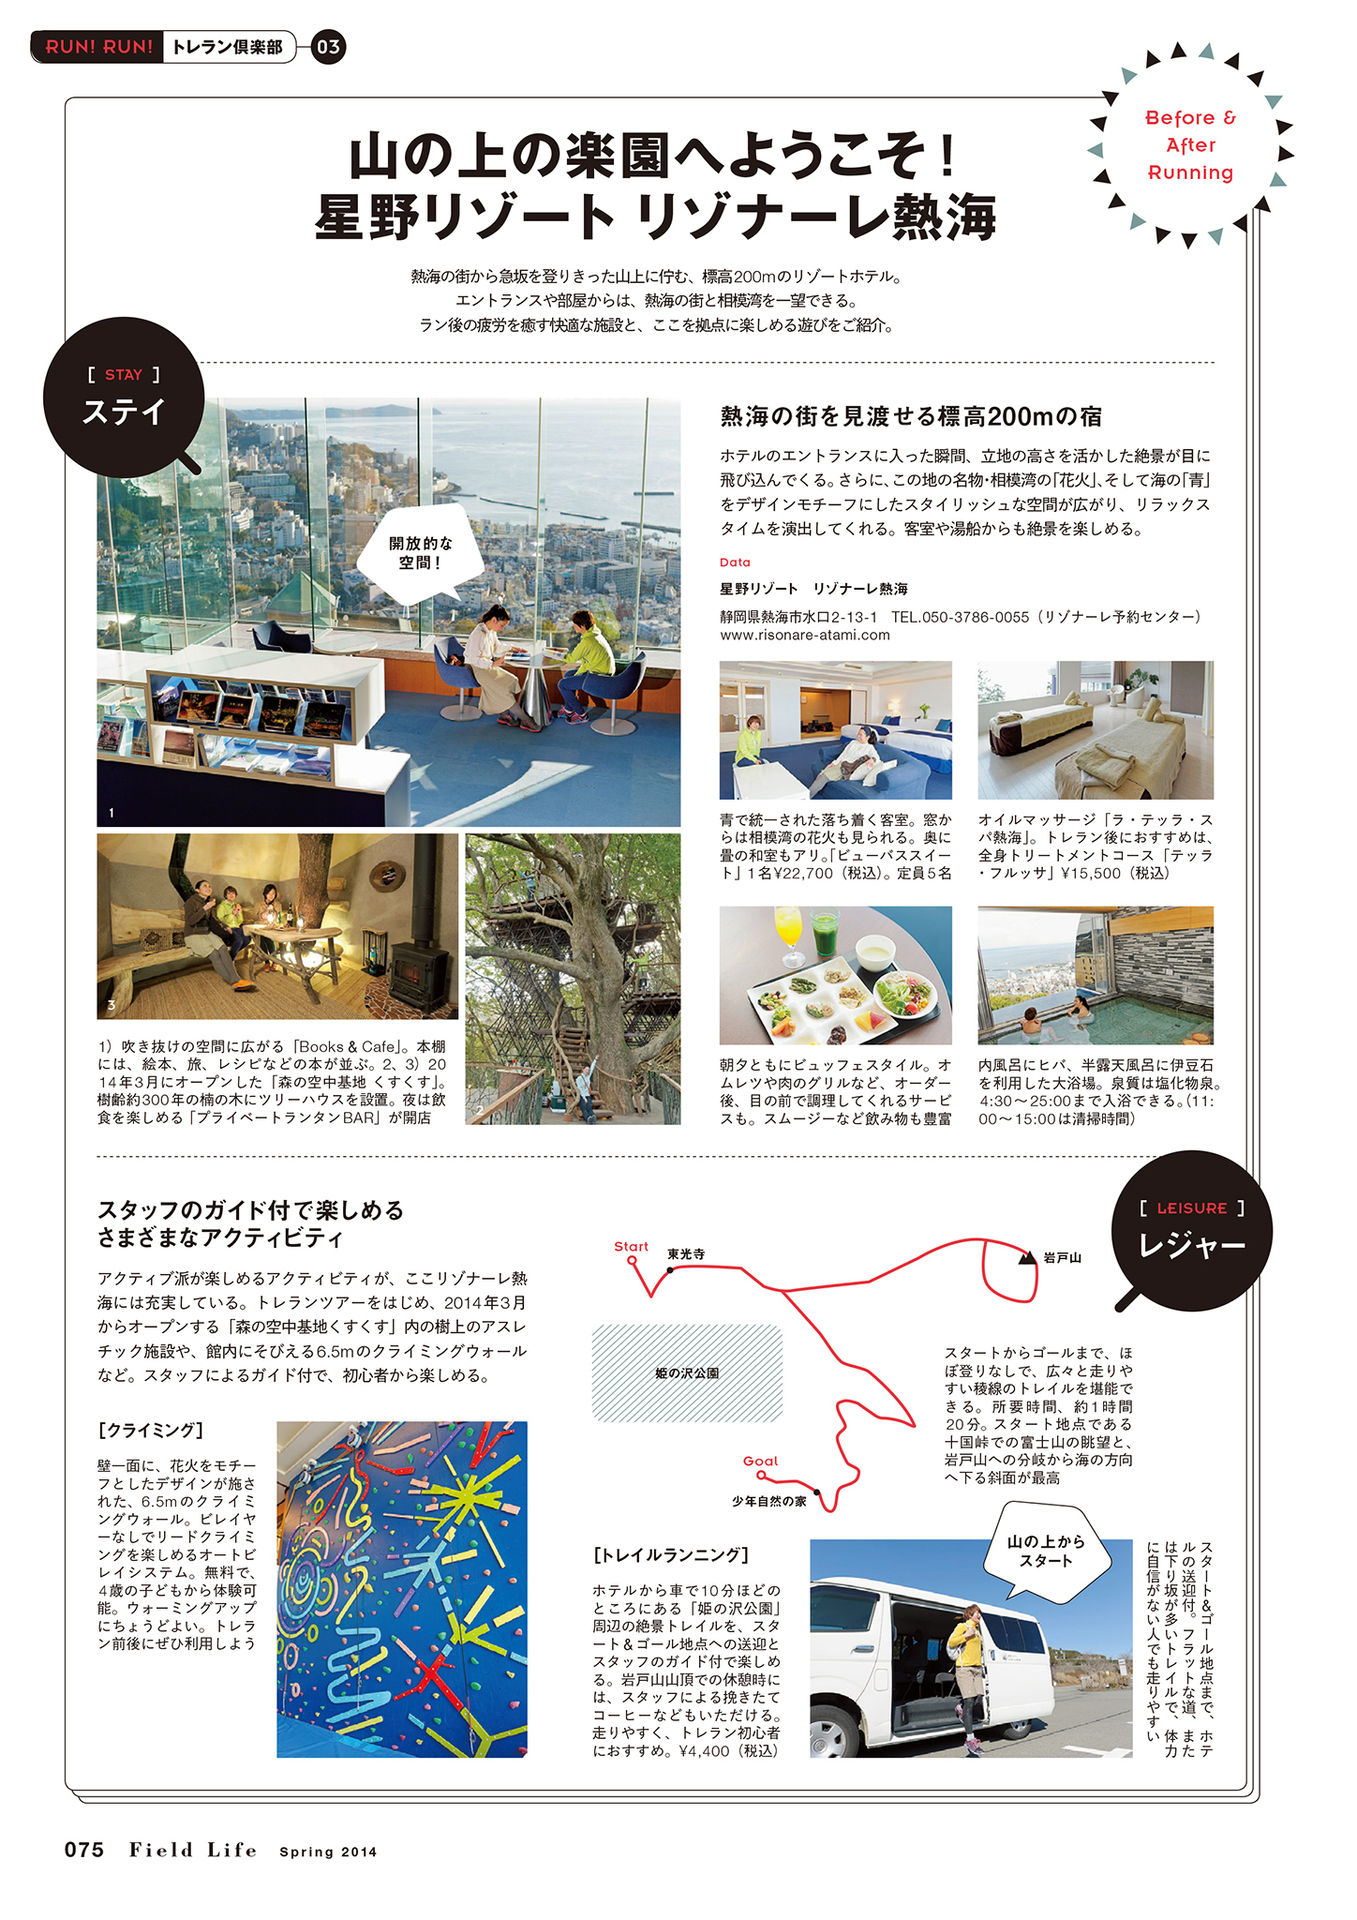 RUN! RUN! トレラン倶楽部 03
Before &
After
Running
山の上の楽園へようこそ！
星野リゾート リゾナーレ熱海
熱海の街から急坂を登りきった山上に佇む、標高200mのリゾートホテル。
エントランスや部屋からは、熱海の街と相模湾を一望できる。
ラン後の疲労を癒す快適な施設と、ここを拠点に楽しめる遊びをご紹介。
[ STAY ]
ステイ
開放的な
空間！
1
3
2
1）吹き抜けの空間に広がる「Books & Cafe」。本棚
には、絵本、旅、レシピなどの本が並ぶ。2、3）20
14年3月にオープンした「森の空中基地 くすくす」。
樹齢約300年の楠の木にツリーハウスを設置。夜は飲
食を楽しめる「プライベートランタンBAR」が開店
熱海の街を見渡せる標高200mの宿
ホテルのエントランスに入った瞬間、立地の高さを活かした絶景が目に
飛び込んでくる。さらに、この地の名物・相模湾の「花火」、そして海の「青」
をデザインモチーフにしたスタイリッシュな空間が広がり、リラックス
タイムを演出してくれる。客室や湯船からも絶景を楽しめる。
Data
星野リゾート　リゾナーレ熱海
静岡県熱海市水口2-13-1　TEL.050-3786-0055（リゾナーレ予約センター）
www.risonare-atami.com
青で統一された落ち着く客室。窓か
らは相模湾の花火も見られる。奥に
畳の和室もアリ。「ビューバススイー
ト」1名¥22,700（税込）。定員5名
オイルマッサージ「ラ・テッラ・ス
パ熱海」。トレラン後におすすめは、
全身トリートメントコース「テッラ
・フルッサ」¥15,500（税込）
朝夕ともにビュッフェスタイル。オ
ムレツや肉のグリルなど、オーダー
後、目の前で調理してくれるサービ
スも。スムージーなど飲み物も豊富
内風呂にヒバ、半露天風呂に伊豆石
を利用した大浴場。泉質は塩化物泉。
4:30〜25:00まで入浴できる。（11:
00〜15:00は清掃時間）
[ LEISURE ]
レジャー
スタッフのガイド付で楽しめる
さまざまなアクティビティ
アクティブ派が楽しめるアクティビティが、ここリゾナーレ熱
海には充実している。トレランツアーをはじめ、2014年3月
からオープンする「森の空中基地くすくす」内の樹上のアスレ
チック施設や、館内にそびえる6.5mのクライミングウォール
など。スタッフによるガイド付で、初心者から楽しめる。
[クライミング]
壁一面に、花火をモチー
フとしたデザインが施さ
れた、6.5mのクライミ
ングウォール。ビレイヤ
ーなしでリードクライミ
ングを楽しめるオートビ
レイシステム。無料で、
4歳の子どもから体験可
能。ウォーミングアップ
にちょうどよい。トレラ
ン前後にぜひ利用しよう
Start
東光寺
岩戸山
姫の沢公園
Goal
少年自然の家
スタートからゴールまで、ほ
ぼ登りなしで、広々と走りや
すい稜線のトレイルを堪能で
きる。所要時間、約1時間
20分。スタート地点である
十国峠での富士山の眺望と、
岩戸山への分岐から海の方向
へ下る斜面が最高
[トレイルランニング]
ホテルから車で10分ほどの
ところにある「姫の沢公園」
周辺の絶景トレイルを、スタ
ート＆ゴール地点への送迎と
スタッフのガイド付で楽しめ
る。岩戸山山頂での休憩時に
は、スタッフによる挽きたて
コーヒーなどもいただける。
走りやすく、トレラン初心者
におすすめ。¥4,400（税込）
山の上から
スタート
スタート＆ゴール地点まで、ホテ
ルの送迎付。フラットな道、また
は下り坂が多いトレイルで、体力
に自信がない人でも走りやすい
075 Field Life Spring 2014